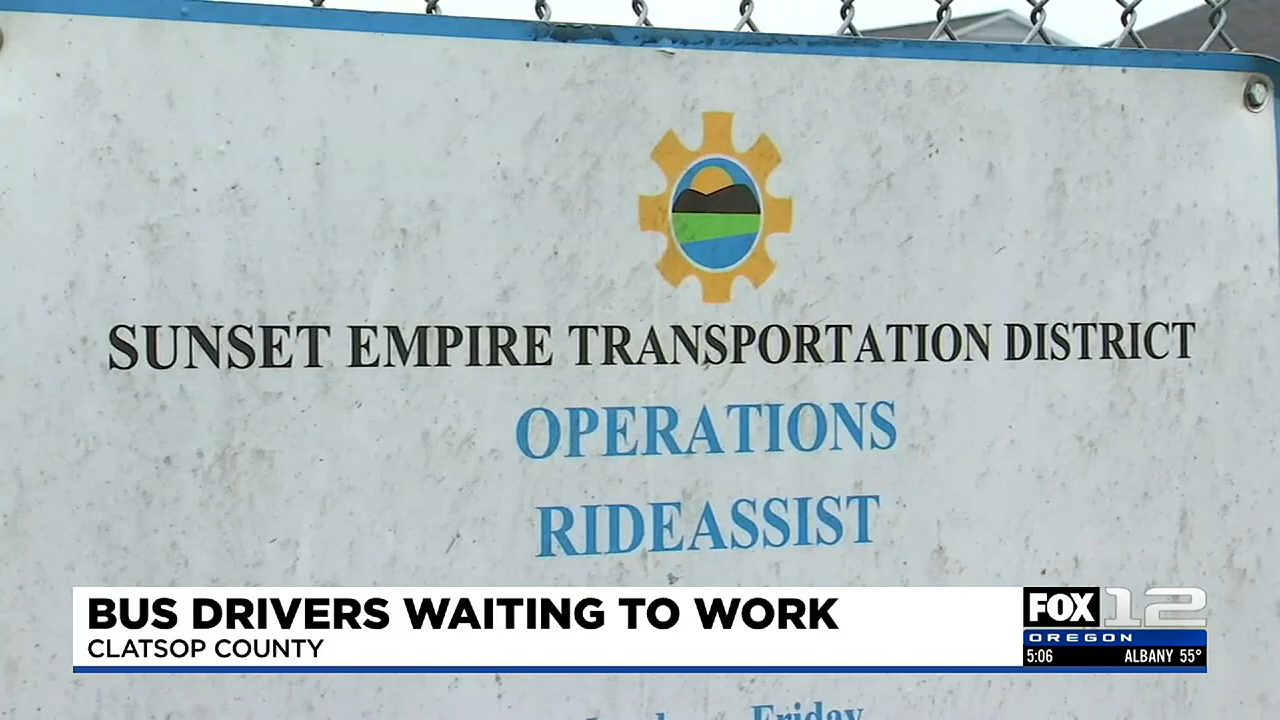 SUNSET EMPIRE TRANSPORTATION DISTRICT
OPERATIONS
RIDEASSIST
Friday
BUS DRIVERS WAITING TO WORK
CLATSOP COUNTY
FOX 12
OREGON
5:06 ALBANY 55°